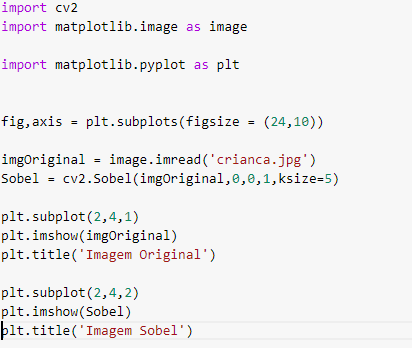 import cv2
import matplotlib.image as image
import matplotlib.pyplot as plt
fig,axis = plt.subplots(figsize = (24,10))
imgOriginal = image.imread('crianca.jpg')
Sobel = cv2.Sobel(imgOriginal,0,0,1,ksize=5)
plt.subplot(2,4,1)
plt.imshow(imgOriginal)
plt.title('Imagem Original')
plt.subplot(2,4,2)
plt.imshow(Sobel)
plt.title('Imagem Sobel')